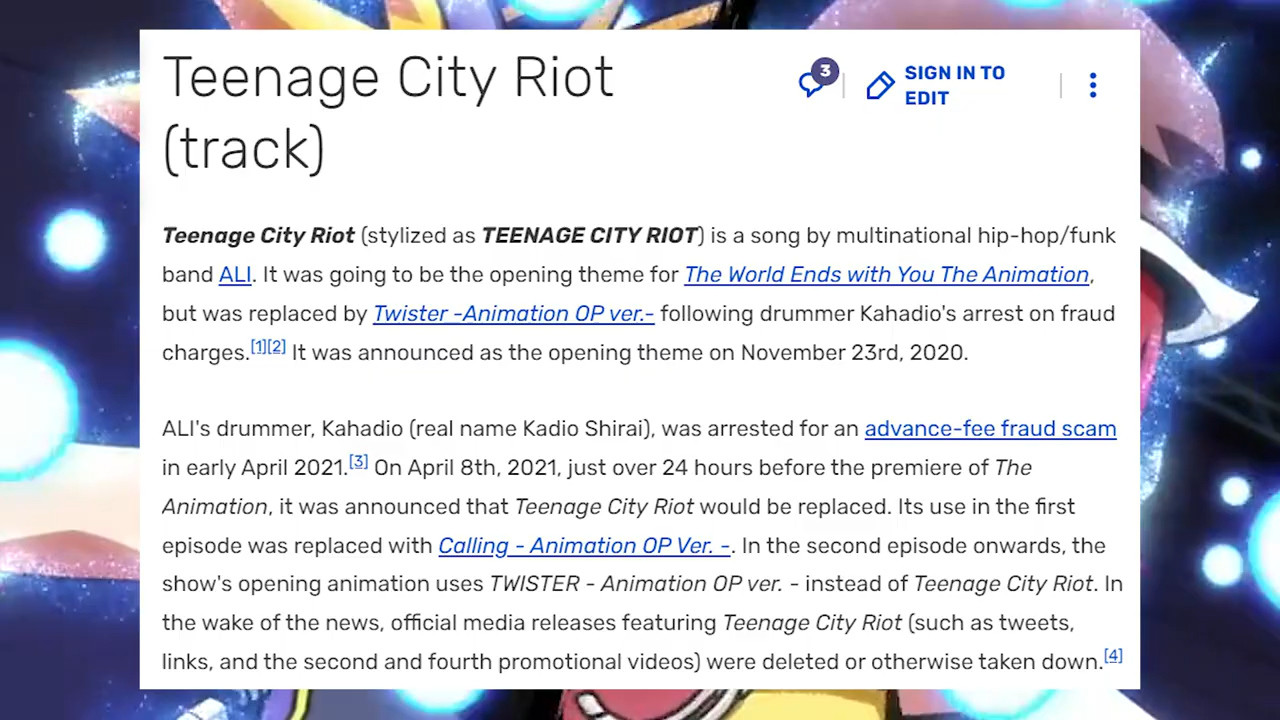 Teenage City Riot
(track)
3
SIGN IN TO
EDIT
Teenage City Riot (stylized as TEENAGE CITY RIOT) is a song by multinational hip-hop/funk
band ALI. It was going to be the opening theme for The World Ends with You The Animation,
but was replaced by Twister -Animation OP ver.- following drummer Kahadio's arrest on fraud
charges.[1][2] It was announced as the opening theme on November 23rd, 2020.
ALI's drummer, Kahadio (real name Kadio Shirai), was arrested for an advance-fee fraud scam
in early April 2021.[3] On April 8th, 2021, just over 24 hours before the premiere of The
Animation, it was announced that Teenage City Riot would be replaced. Its use in the first
episode was replaced with Calling - Animation OP Ver. -. In the second episode onwards, the
show's opening animation uses TWISTER - Animation OP ver. - instead of Teenage City Riot. In
the wake of the news, official media releases featuring Teenage City Riot (such as tweets,
links, and the second and fourth promotional videos) were deleted or otherwise taken down.[4]